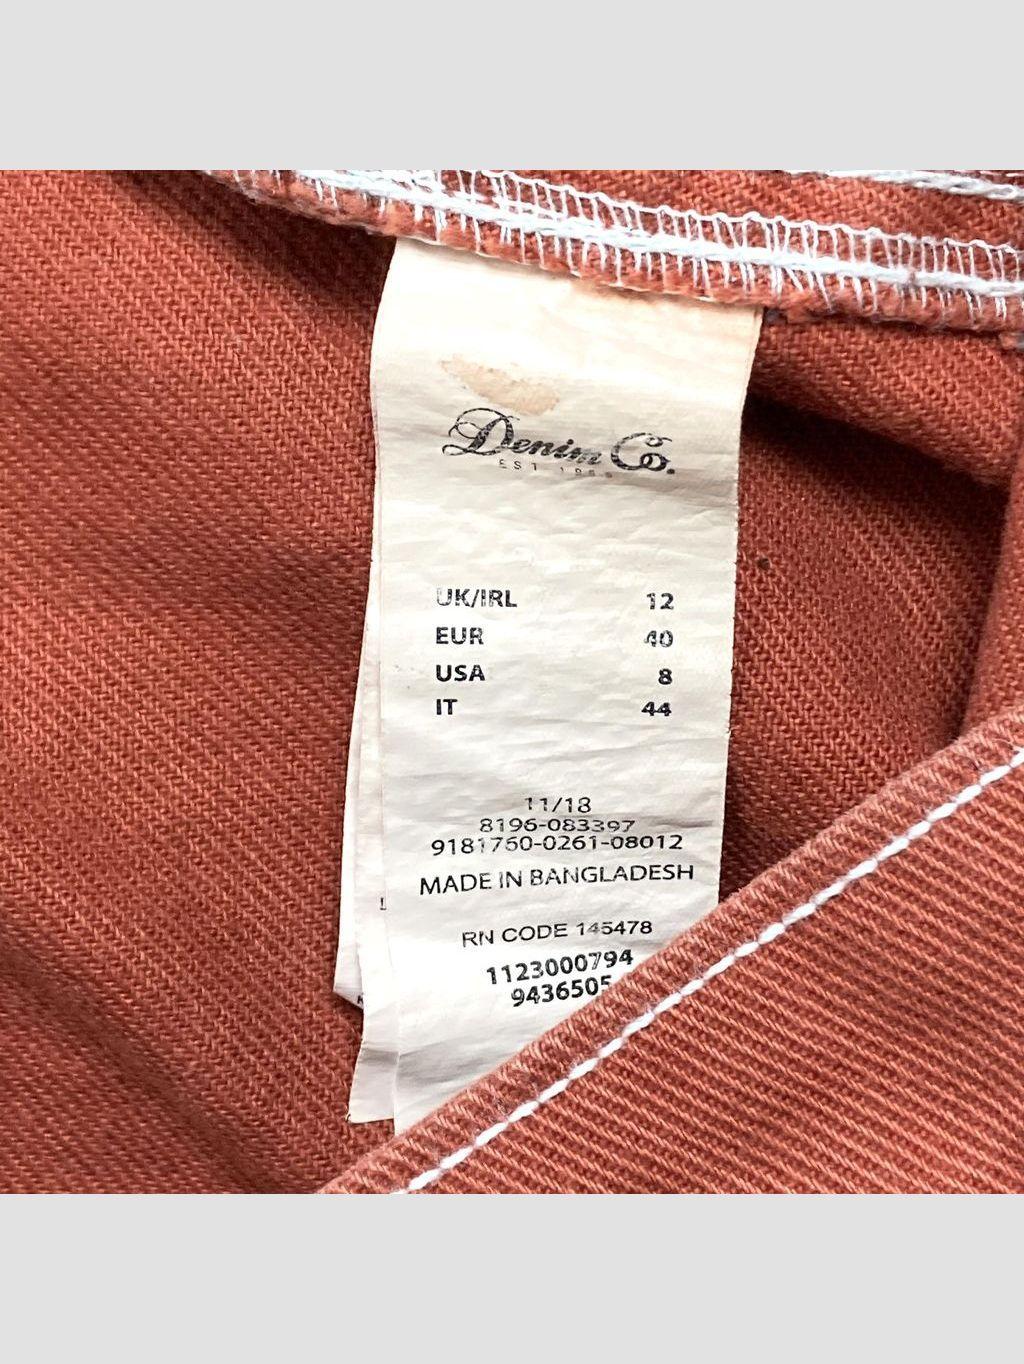 Denim Co.
UK/IRL 12
EUR 40
USA 8
IT 44
11/18
8196-083397
9181760-0261-08012
MADE IN BANGLADESH
RN CODE 145478
1123000794
9436505